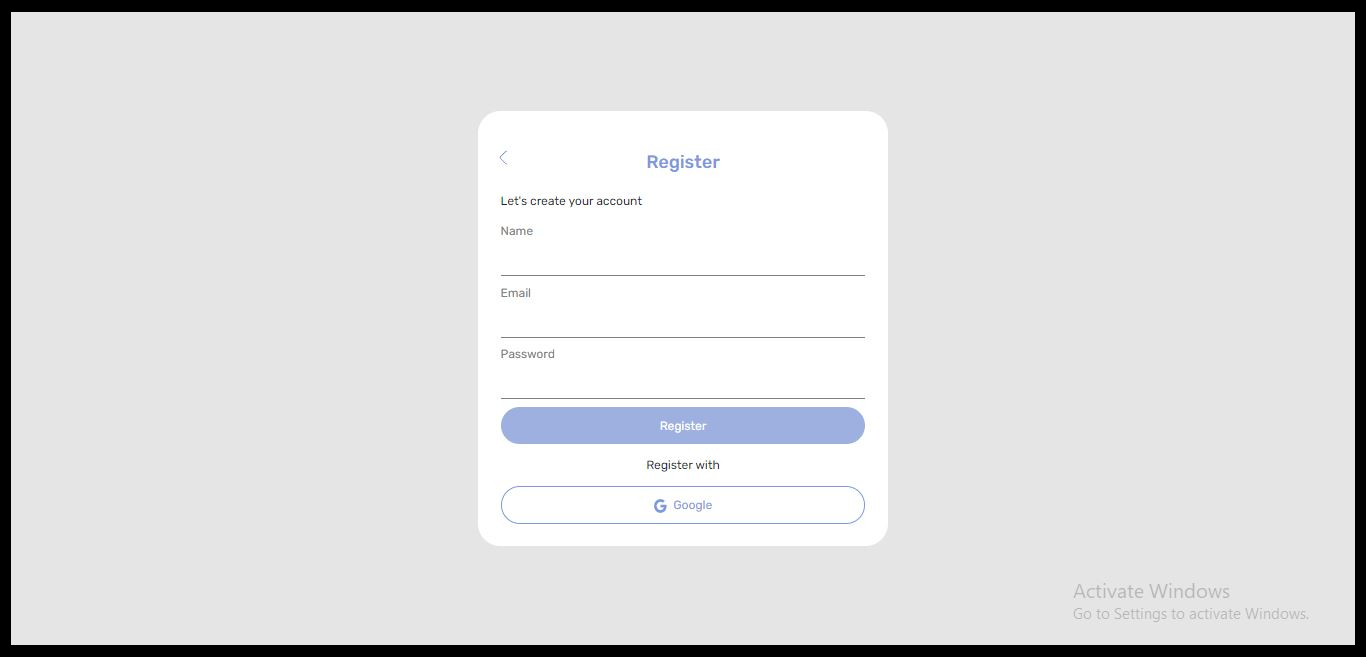 Register
Let's create your account
Name
Email
Password
Register
Register with
Google
Activate Windows
Go to Settings to activate Windows.